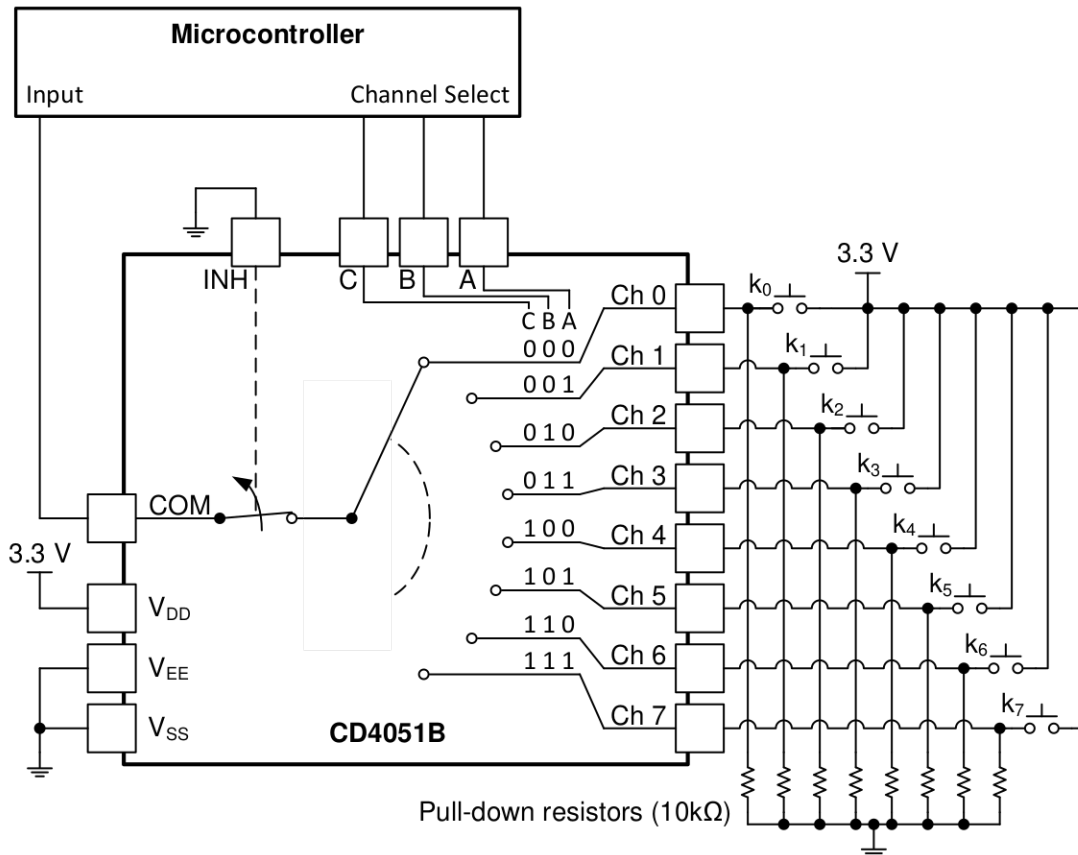 Microcontroller
Input
Channel Select
INH
C
B
A
3.3 V
k₀
Ch 0
C B A
0 0 0
k₁
Ch 1
0 0 1
k₂
Ch 2
0 1 0
k₃
Ch 3
0 1 1
COM
k₄
Ch 4
1 0 0
3.3 V
k₅
Ch 5
1 0 1
V_DD
k₆
Ch 6
1 1 0
V_EE
1 1 1
k₇
Ch 7
V_SS
CD4051B
Pull-down resistors (10kΩ)